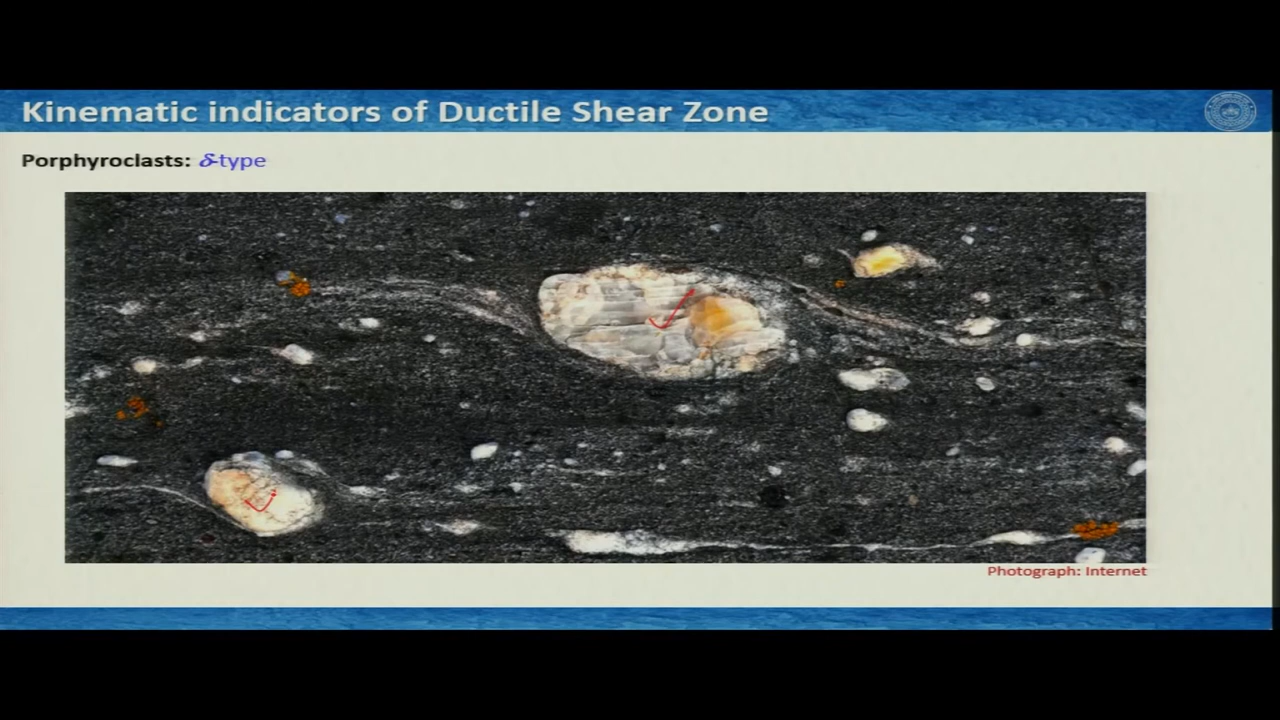 Kinematic indicators of Ductile Shear Zone
Porphyroclasts: δ-type
Photograph: Internet